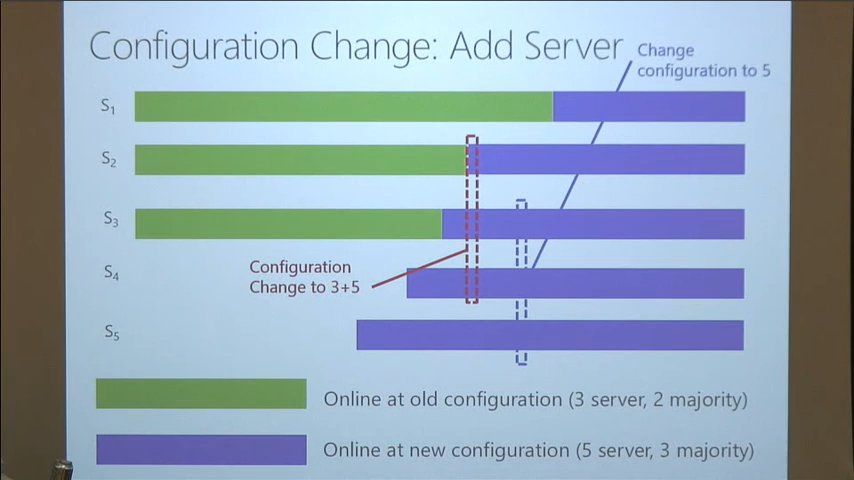 Configuration Change: Add Server
Change
configuration to 5
S1
S2
S3
Configuration
Change to 3+5
S4
S5
Online at old configuration (3 server, 2 majority)
Online at new configuration (5 server, 3 majority)